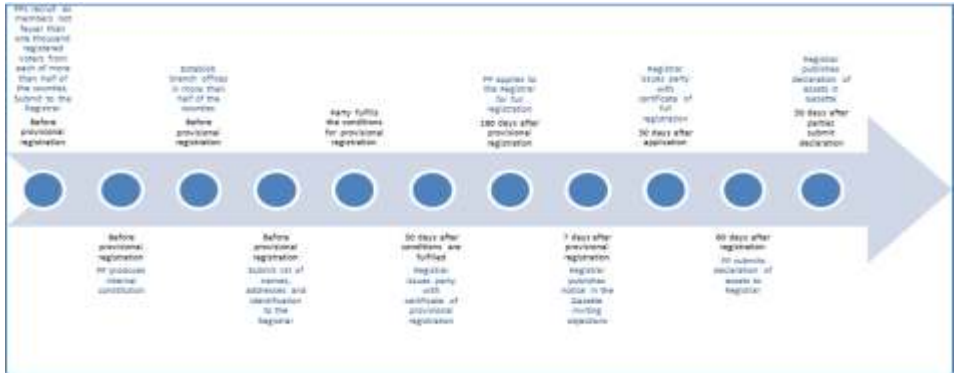 PPs recruit as
members not
fewer than
one thousand
registered
voters from
each of more
than half of
the counties.
Submit to the
Registrar
Before
provisional
registration
Establish
branch offices
in more than
half of the
counties
Before
provisional
registration
Party fulfills
the conditions
for provisional
registration
PP applies to
the Registrar
for full
registration
180 days after
provisional
registration
Registrar
issues party
with
certificate of
full
registration
30 days after
application
Registrar
publishes
declaration of
assets in
Gazette
30 days after
parties
submit
declaration
Before
provisional
registration
PP produces
internal
constitution
Before
provisional
registration
Submit list of
names,
addresses and
identification
to the
Registrar
30 days after
conditions are
fulfilled
Registrar
issues party
with
certificate of
provisional
registration
7 days after
provisional
registration
Registrar
publishes
notice in the
Gazette
inviting
objections
60 days after
registration
PP submits
declaration of
assets to
Registrar